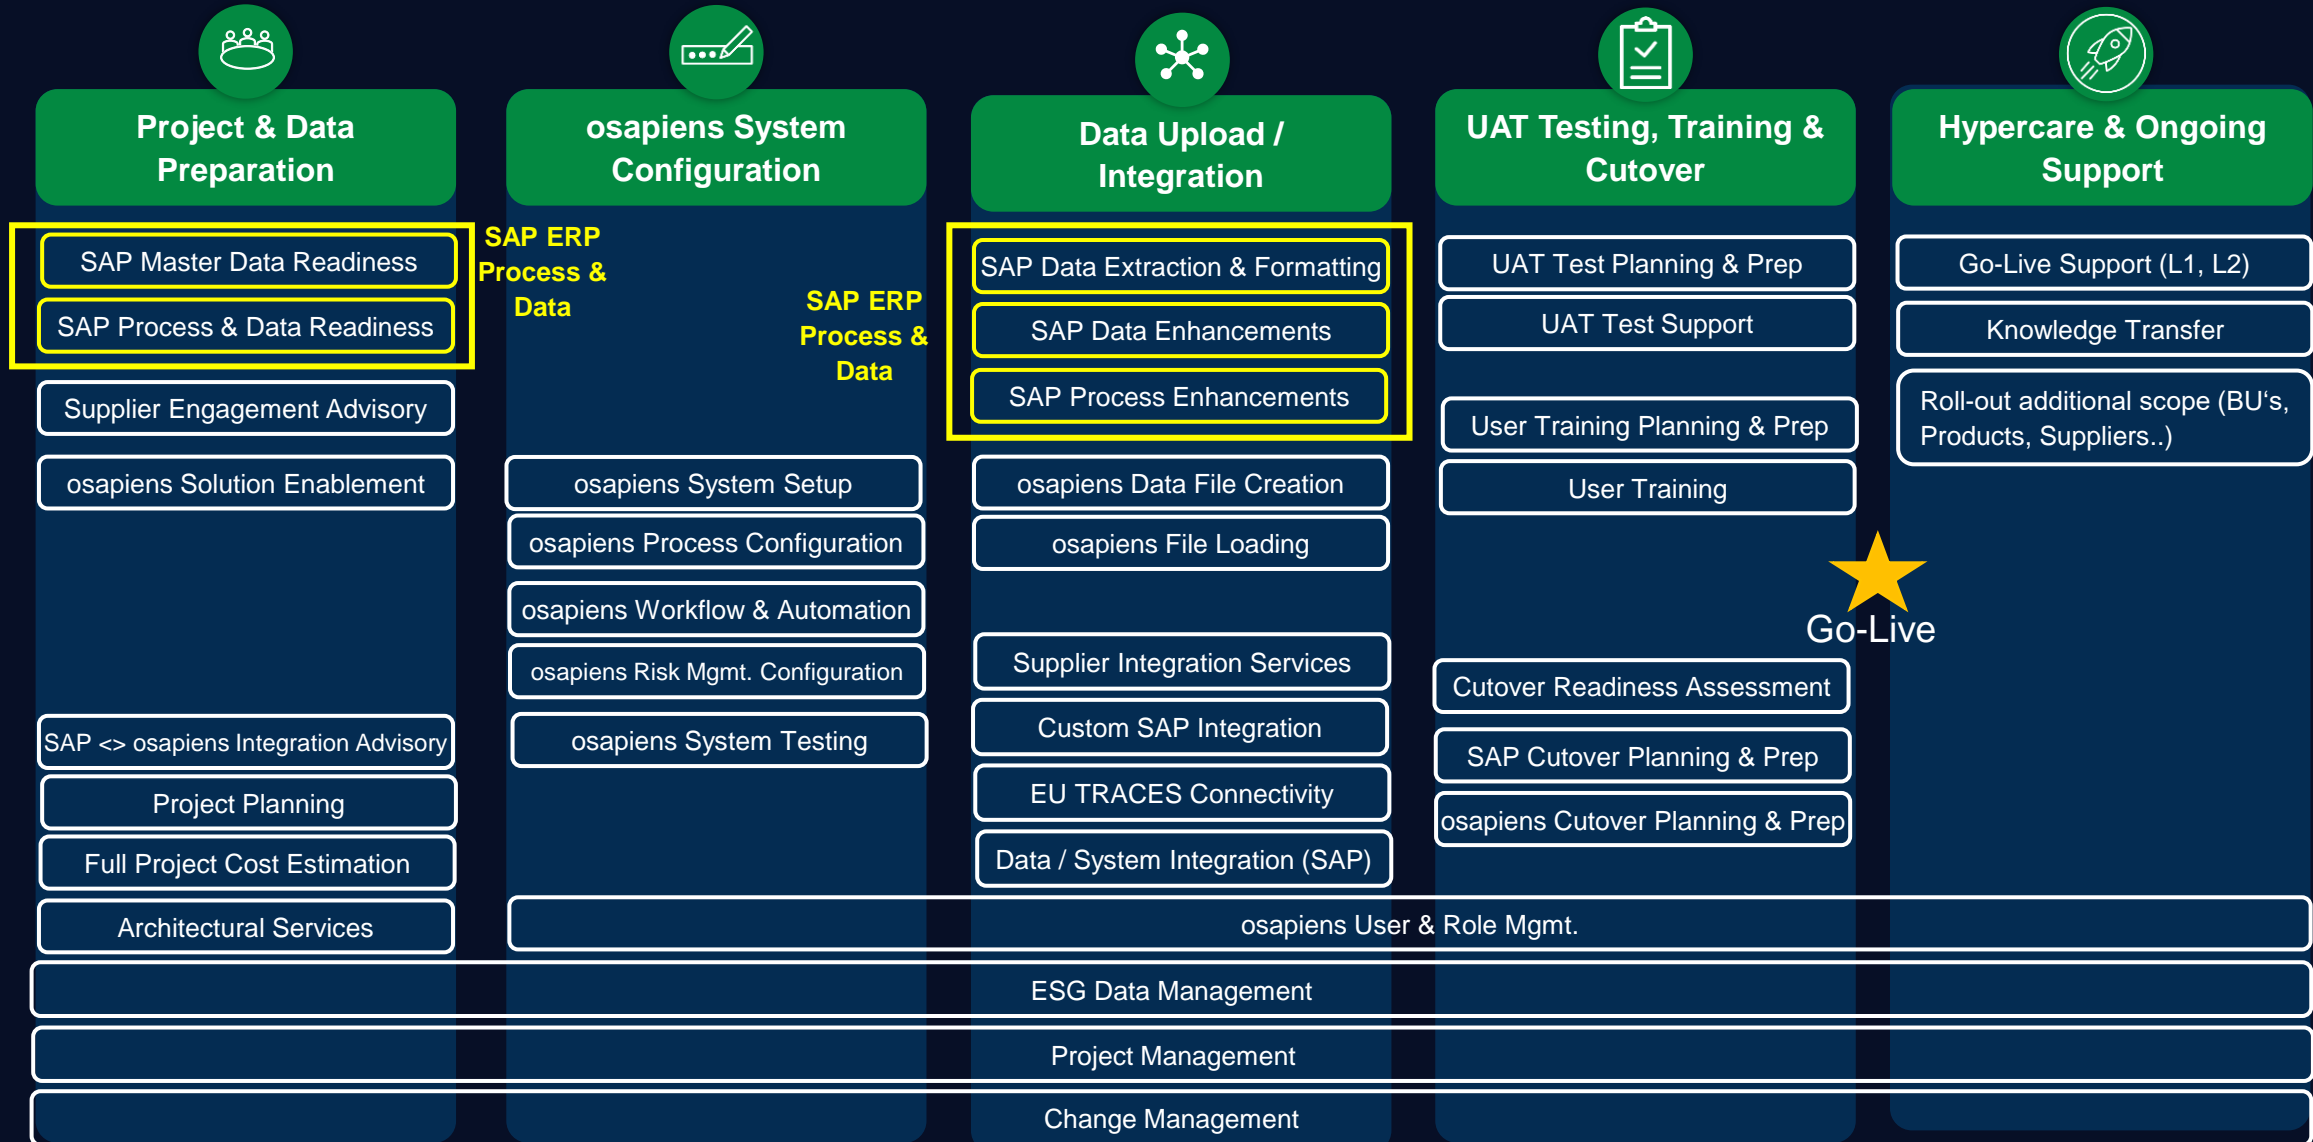 Project & Data
Preparation
SAP Master Data Readiness
SAP Process & Data Readiness
SAP ERP
Process &
Data
Supplier Engagement Advisory
osapiens Solution Enablement
SAP <> osapiens Integration Advisory
Project Planning
Full Project Cost Estimation
Architectural Services
osapiens System
Configuration
osapiens System Setup
osapiens Process Configuration
osapiens Workflow & Automation
osapiens Risk Mgmt. Configuration
osapiens System Testing
Data Upload /
Integration
SAP ERP
Process &
Data
SAP Data Extraction & Formatting
SAP Data Enhancements
SAP Process Enhancements
osapiens Data File Creation
osapiens File Loading
Supplier Integration Services
Custom SAP Integration
EU TRACES Connectivity
Data / System Integration (SAP)
UAT Testing, Training &
Cutover
UAT Test Planning & Prep
UAT Test Support
User Training Planning & Prep
User Training
Go-Live
Cutover Readiness Assessment
SAP Cutover Planning & Prep
osapiens Cutover Planning & Prep
Hypercare & Ongoing
Support
Go-Live Support (L1, L2)
Knowledge Transfer
Roll-out additional scope (BU‘s,
Products, Suppliers..)
osapiens User & Role Mgmt.
ESG Data Management
Project Management
Change Management